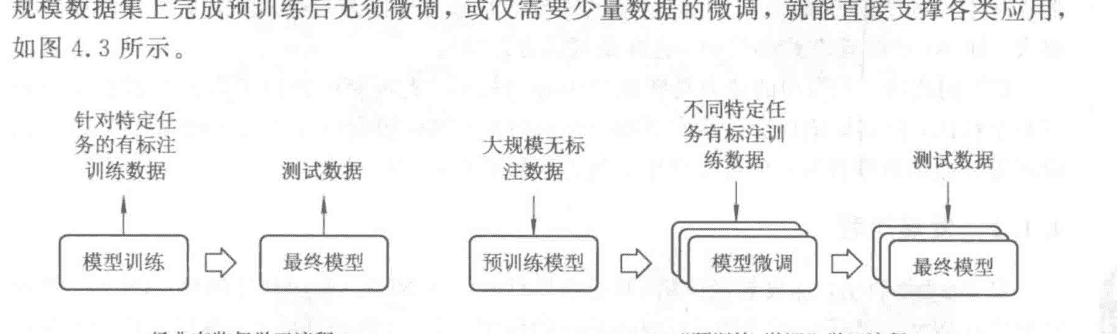 规模数据集上完成预训练后无须微调，或仅需要少量数据的微调，就能直接支撑各类应用，
如图 4.3 所示。
针对特定任
务的有标注
训练数据
测试数据
大规模无标
注数据
不同特定任
务有标注训
练数据
测试数据
模型训练
最终模型
预训练模型
模型微调
最终模型